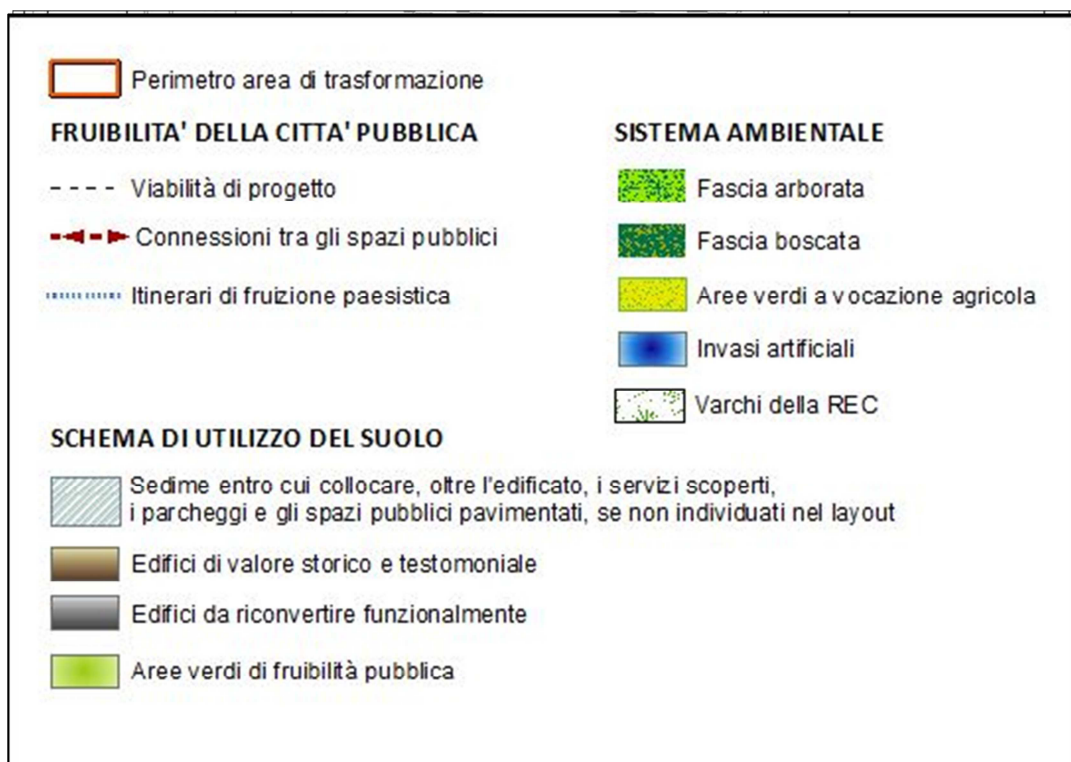 Perimetro area di trasformazione
FRUIBILITA' DELLA CITTA' PUBBLICA
Viabilità di progetto
Connessioni tra gli spazi pubblici
Itinerari di fruizione paesistica
SISTEMA AMBIENTALE
Fascia arborata
Fascia boscata
Aree verdi a vocazione agricola
Invasi artificiali
Varchi della REC
SCHEMA DI UTILIZZO DEL SUOLO
Sedime entro cui collocare, oltre l'edificato, i servizi scoperti,
i parcheggi e gli spazi pubblici pavimentati, se non individuati nel layout
Edifici di valore storico e testomoniale
Edifici da riconvertire funzionalmente
Aree verdi di fruibilità pubblica